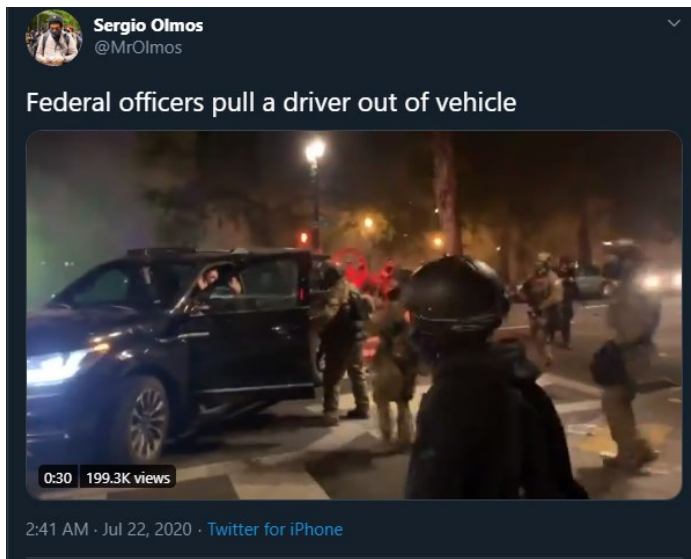 Sergio Olmos
@MrOlmos
Federal officers pull a driver out of vehicle
0:30 199.3K views
2:41 AM · Jul 22, 2020 · Twitter for iPhone